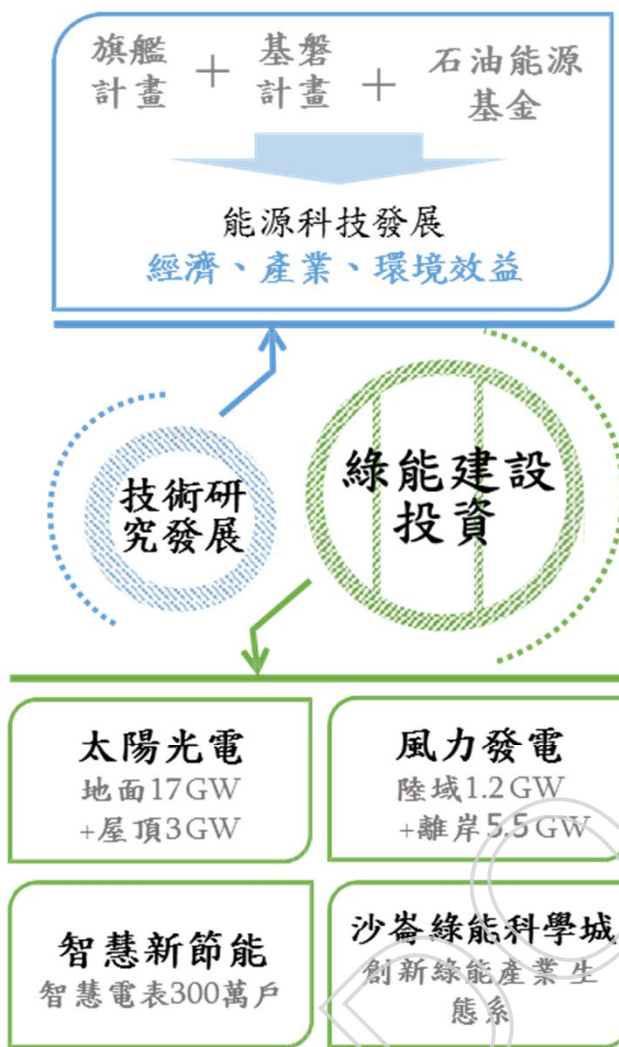 旗艦
計畫
+
基磐
計畫
+
石油能源
基金
能源科技發展
經濟、產業、環境效益
技術研
究發展
綠能建設
投資
太陽光電
地面17GW
+屋頂3GW
風力發電
陸域1.2GW
+離岸5.5GW
智慧新節能
智慧電表300萬戶
沙崙綠能科學城
創新綠能產業生
態系